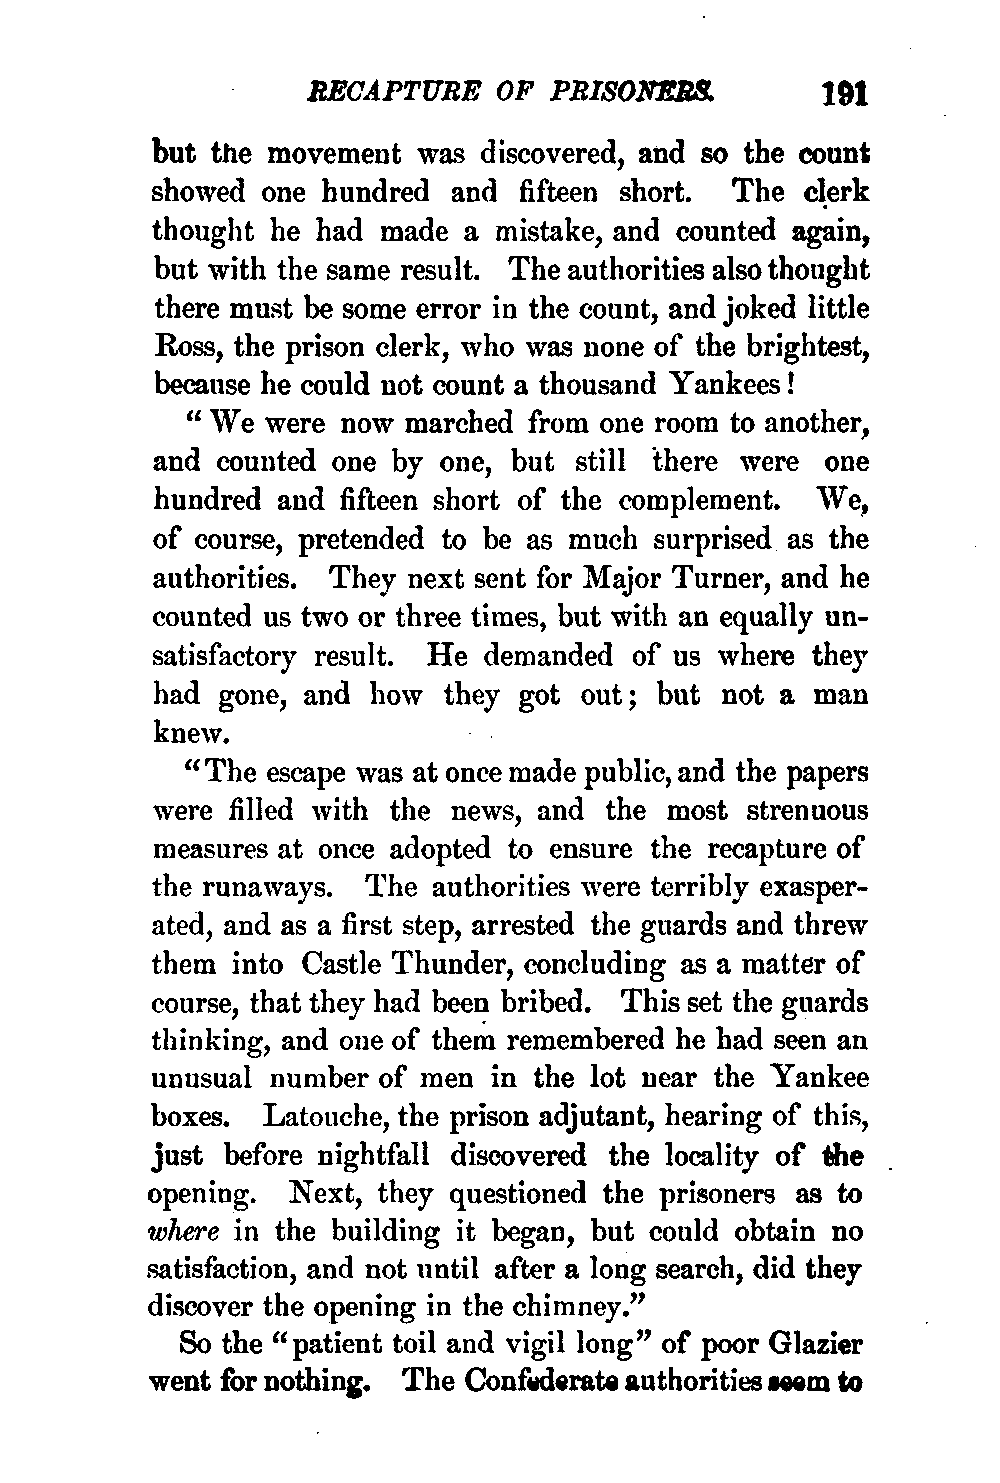 RECAPTURE OF PRISONERS. 191
but the movement was discovered, and so the count
showed one hundred and fifteen short. The clerk
thought he had made a mistake, and counted again,
but with the same result. The authorities also thought
there must be some error in the count, and joked little
Ross, the prison clerk, who was none of the brightest,
because he could not count a thousand Yankees!
"We were now marched from one room to another,
and counted one by one, but still there were one
hundred and fifteen short of the complement. We,
of course, pretended to be as much surprised as the
authorities. They next sent for Major Turner, and he
counted us two or three times, but with an equally un-
satisfactory result. He demanded of us where they
had gone, and how they got out; but not a man
knew.
"The escape was at once made public, and the papers
were filled with the news, and the most strenuous
measures at once adopted to ensure the recapture of
the runaways. The authorities were terribly exasper-
ated, and as a first step, arrested the guards and threw
them into Castle Thunder, concluding as a matter of
course, that they had been bribed. This set the guards
thinking, and one of them remembered he had seen an
unusual number of men in the lot near the Yankee
boxes. Latouche, the prison adjutant, hearing of this,
just before nightfall discovered the locality of the
opening. Next, they questioned the prisoners as to
where in the building it began, but could obtain no
satisfaction, and not until after a long search, did they
discover the opening in the chimney."
So the "patient toil and vigil long" of poor Glazier
went for nothing. The Confederate authorities seem to